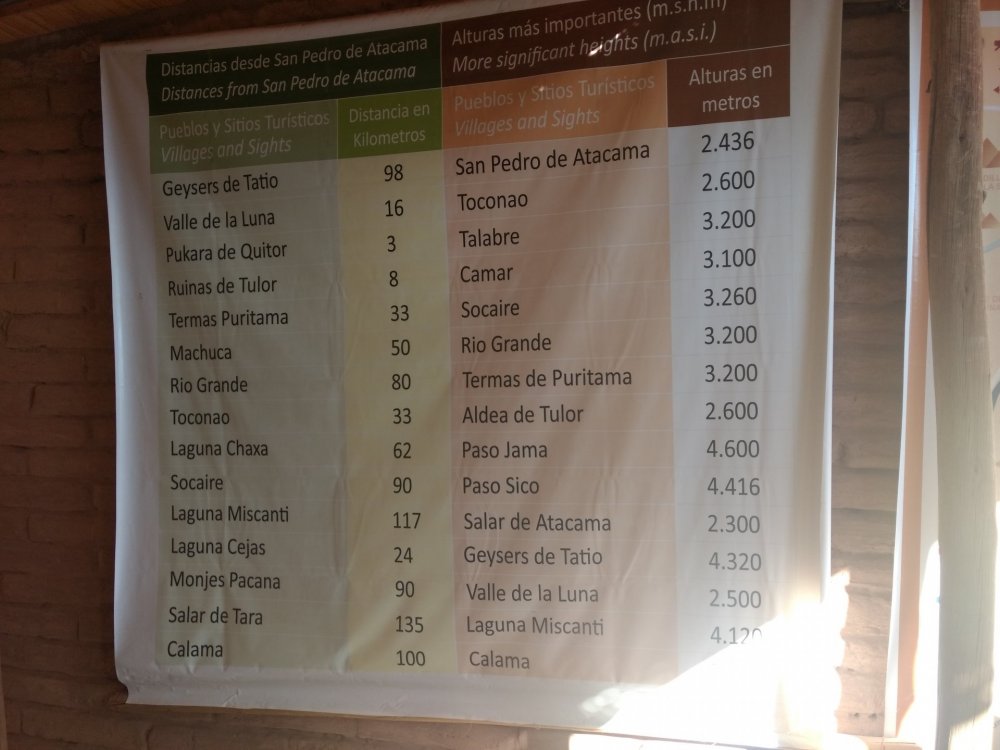 Distancias desde San Pedro de Atacama
Distances from San Pedro de Atacama
Pueblos y Sitios Turísticos
Villages and Sights
Distancia en
Kilometros
Geysers de Tatio 98
Valle de la Luna 16
Pukara de Quitor 3
Ruinas de Tulor 8
Termas Puritama 33
Machuca 50
Rio Grande 80
Toconao 33
Laguna Chaxa 62
Socaire 90
Laguna Miscanti 117
Laguna Cejas 24
Monjes Pacana 90
Salar de Tara 135
Calama 100
Alturas más importantes (m.s.n.m)
More significant heights (m.a.s.i.)
Pueblos y Sitios Turísticos
Villages and Sights
Alturas en
metros
San Pedro de Atacama 2.436
Toconao 2.600
Talabre 3.200
Camar 3.100
Socaire 3.260
Rio Grande 3.200
Termas de Puritama 3.200
Aldea de Tulor 2.600
Paso Jama 4.600
Paso Sico 4.416
Salar de Atacama 2.300
Geysers de Tatio 4.320
Valle de la Luna 2.500
Laguna Miscanti 4.120
Calama